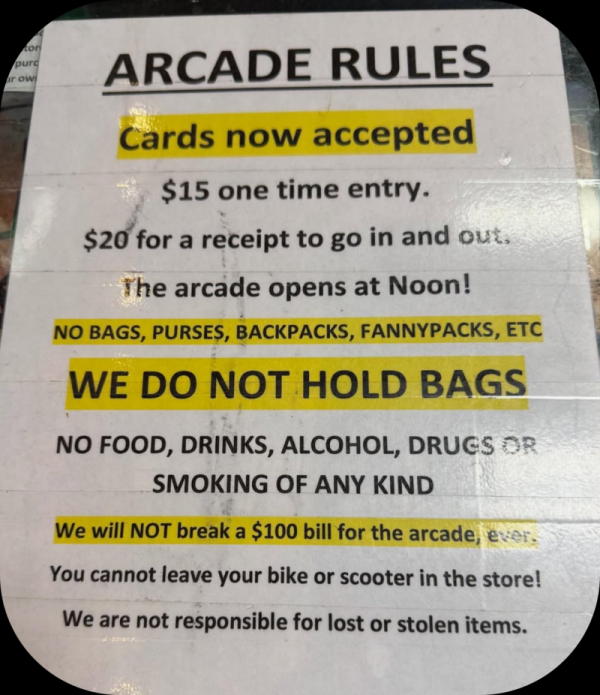 ARCADE RULES
Cards now accepted
$15 one time entry.
$20 for a receipt to go in and out.
The arcade opens at Noon!
NO BAGS, PURSES, BACKPACKS, FANNYPACKS, ETC
WE DO NOT HOLD BAGS
NO FOOD, DRINKS, ALCOHOL, DRUGS OR
SMOKING OF ANY KIND
We will NOT break a $100 bill for the arcade, ever.
You cannot leave your bike or scooter in the store!
We are not responsible for lost or stolen items.